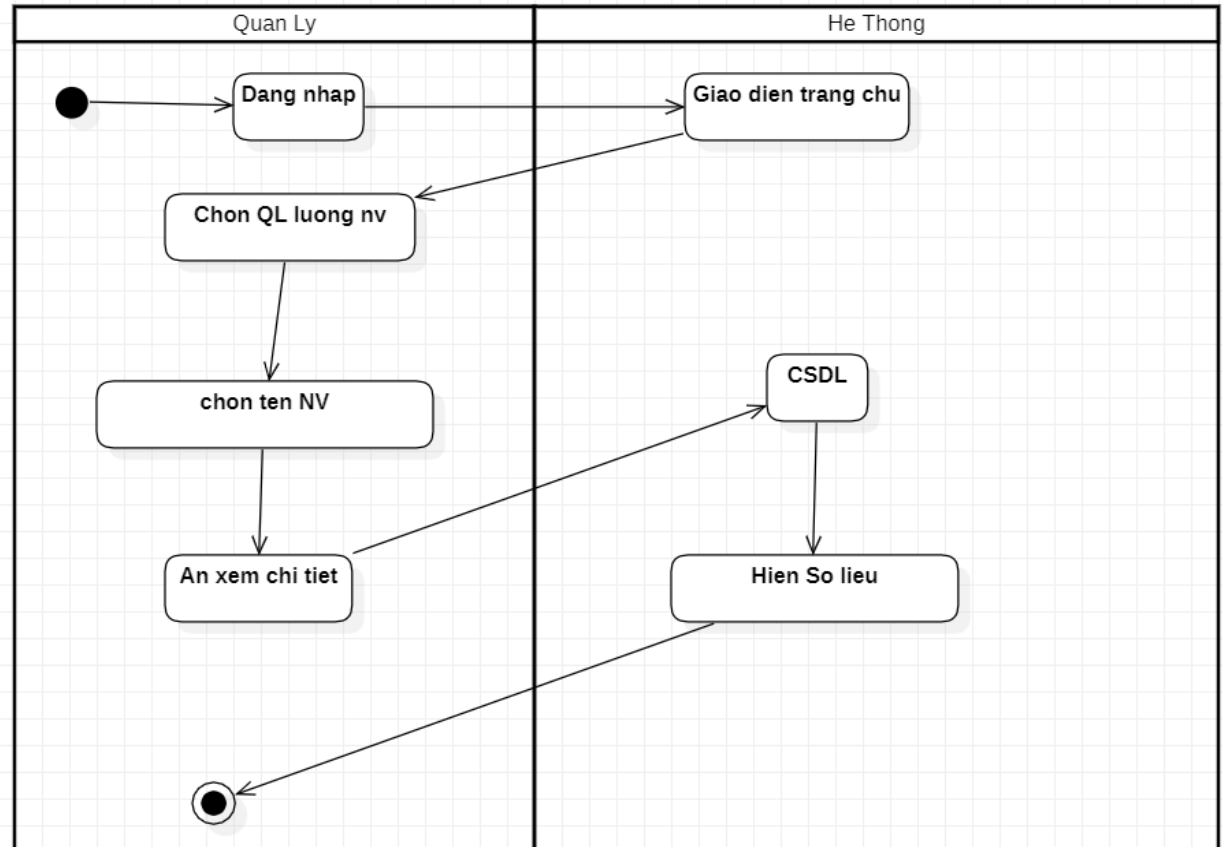 Quan Ly
He Thong
Dang nhap
Giao dien trang chu
Chon QL luong nv
chon ten NV
CSDL
An xem chi tiet
Hien So lieu